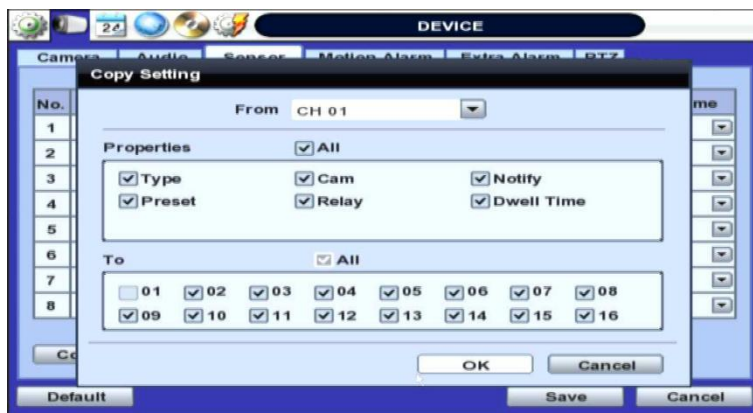 24
DEVICE
Camera Audio Sensor Motion Alarm Extra Alarm PTZ
Copy Setting
No.
From CH 01
me
1
Properties All
2
3 Type Cam Notify
4 Preset Relay Dwell Time
5
6 To All
7 01 02 03 04 05 06 07 08
8 09 10 11 12 13 14 15 16
Co OK Cancel
Default Save Cancel